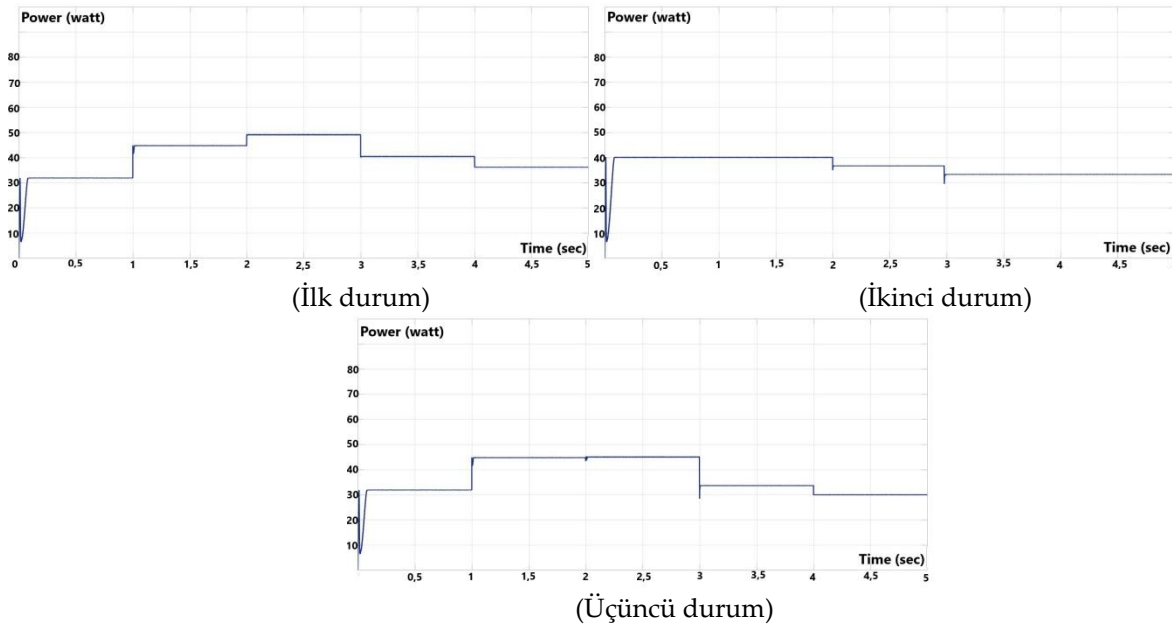 Power (watt)
80
70
60
50
40
30
20
10
0
Time (sec)
0,5 1 1,5 2 2,5 3 3,5 4 4,5 5
(İlk durum)
Power (watt)
80
70
60
50
40
30
20
10
Time (sec)
0,5 1 1,5 2 2,5 3 3,5 4 4,5
(İkinci durum)
Power (watt)
80
70
60
50
40
30
20
10
Time (sec)
0,5 1 1,5 2 2,5 3 3,5 4 4,5 5
(Üçüncü durum)